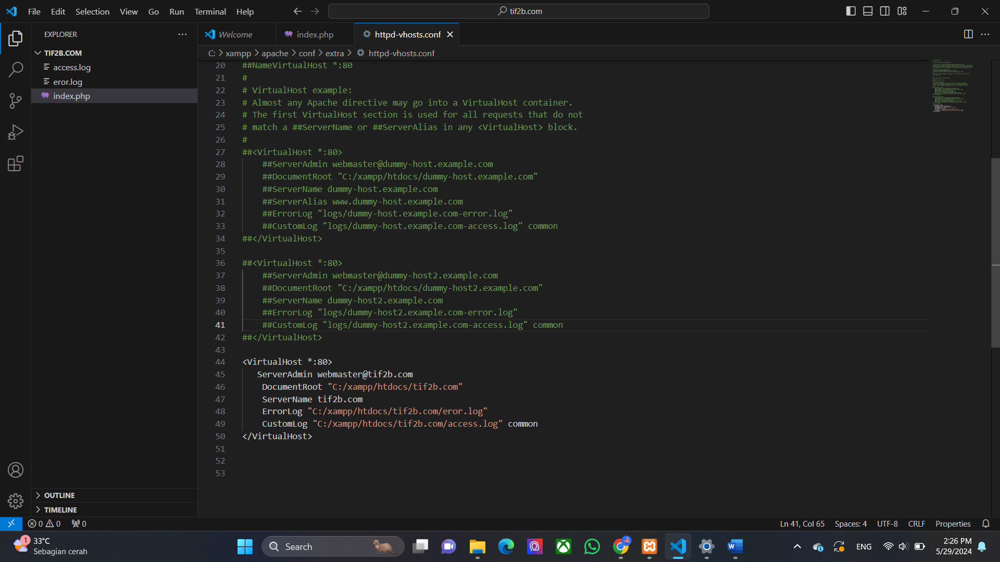 File Edit Selection View Go Run Terminal Help
tif2b.com
EXPLORER
TIF2B.COM
access.log
eror.log
index.php
OUTLINE
TIMELINE
Welcome
index.php
httpd-vhosts.conf
C: > xampp > apache > conf > extra > httpd-vhosts.conf
20 ##NameVirtualHost *:80
21 #
22 # VirtualHost example:
23 # Almost any Apache directive may go into a VirtualHost container.
24 # The first VirtualHost section is used for all requests that do not
25 # match a ##ServerName or ##ServerAlias in any <VirtualHost> block.
26 #
27 ##<VirtualHost *:80>
28 ##ServerAdmin webmaster@dummy-host.example.com
29 ##DocumentRoot "C:/xampp/htdocs/dummy-host.example.com"
30 ##ServerName dummy-host.example.com
31 ##ServerAlias www.dummy-host.example.com
32 ##ErrorLog "logs/dummy-host.example.com-error.log"
33 ##CustomLog "logs/dummy-host.example.com-access.log" common
34 ##</VirtualHost>
35
36 ##<VirtualHost *:80>
37 ##ServerAdmin webmaster@dummy-host2.example.com
38 ##DocumentRoot "C:/xampp/htdocs/dummy-host2.example.com"
39 ##ServerName dummy-host2.example.com
40 ##ErrorLog "logs/dummy-host2.example.com-error.log"
41 ##CustomLog "logs/dummy-host2.example.com-access.log" common
42 ##</VirtualHost>
43
44 <VirtualHost *:80>
45 ServerAdmin webmaster@tif2b.com
46 DocumentRoot "C:/xampp/htdocs/tif2b.com"
47 ServerName tif2b.com
48 ErrorLog "C:/xampp/htdocs/tif2b.com/eror.log"
49 CustomLog "C:/xampp/htdocs/tif2b.com/access.log" common
50 </VirtualHost>
51
52
53
0 0 0
Ln 41, Col 65 Spaces: 4 UTF-8 CRLF Properties
1
33°C
Sebagian cerah
Search
W
ENG
2:26 PM
5/29/2024